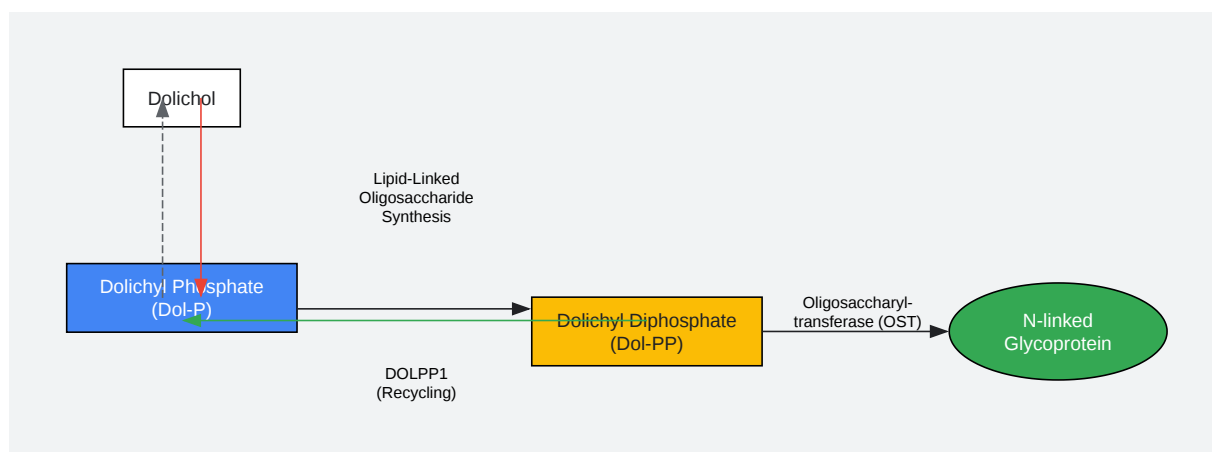 Dolichol
Lipid-Linked
Oligosaccharide
Synthesis
Dolichyl Phosphate
(Dol-P)
Dolichyl Diphosphate
(Dol-PP)
Oligosaccharyl-
transferase (OST)
N-linked
Glycoprotein
DOLPP1
(Recycling)